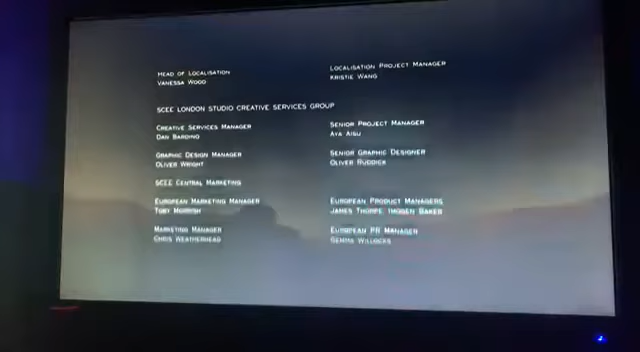 Head of Localisation
Vanessa Wood
Localisation Project Manager
Kristie Wang
SCEE London Studio Creative Services Group
Creative Services Manager
Dan Bardino
Senior Project Manager
Aya Aisu
Graphic Design Manager
Oliver Wright
Senior Graphic Designer
Oliver Ruddick
SCEE Central Marketing
European Marketing Manager
Toby
European Product Managers
James Thorpe, Imogen Baker
Marketing Manager
Chris Weatherhead
European PR Manager
Gemma Willocks